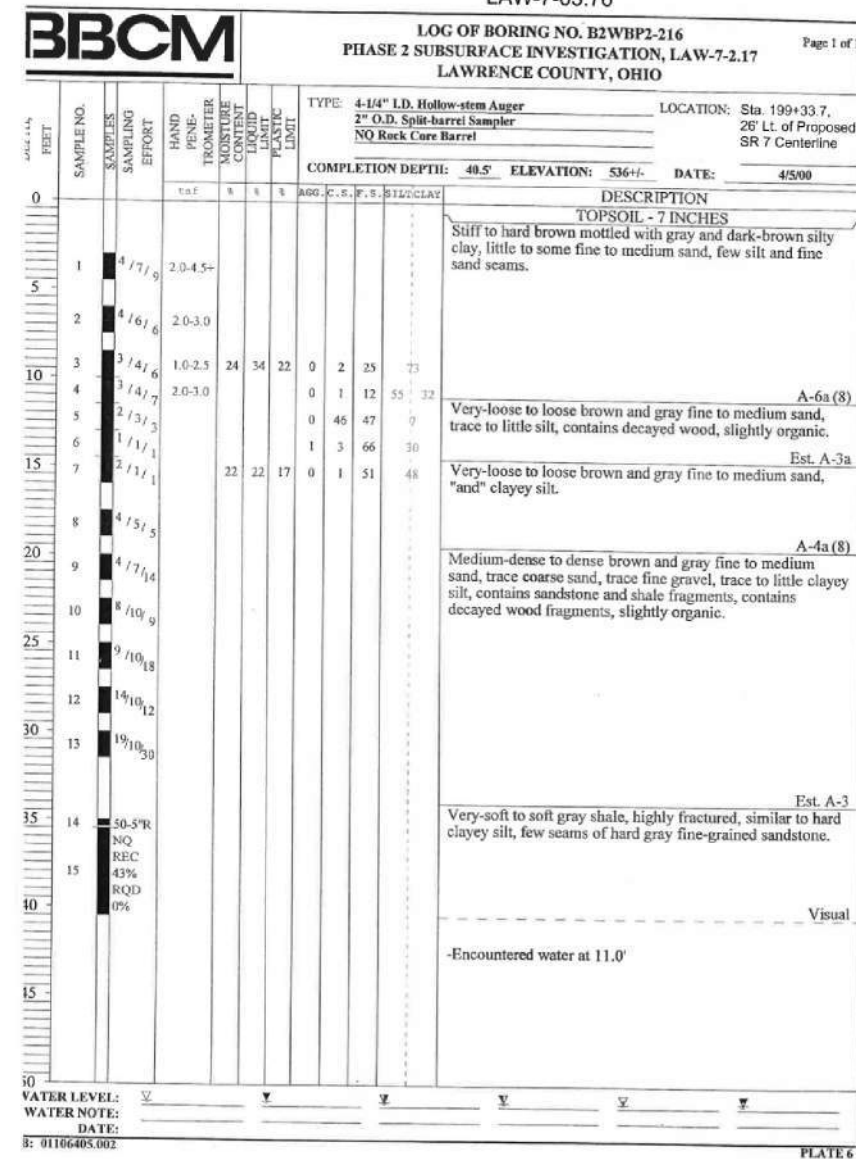 BBCM
LOG OF BORING NO. B2WBP2-216
PHASE 2 SUBSURFACE INVESTIGATION, LAW-7-2.17
LAWRENCE COUNTY, OHIO
Page 1 of
FEET
SAMPLE NO.
SAMPLES
SAMPLING EFFORT
HAND PENE-TROMETER
MOISTURE CONTENT
LIQUID LIMIT
PLASTIC LIMIT
TYPE: 4-1/4" I.D. Hollow-stem Auger
2" O.D. Split-barrel Sampler
NQ Rock Core Barrel
LOCATION: Sta. 199+33.7,
26' Lt. of Proposed
SR 7 Centerline
COMPLETION DEPTH: 40.5' ELEVATION: 536+/- DATE: 4/5/00
tsf % % % AGG. C.S. F.S. SILT CLAY DESCRIPTION
0
TOPSOIL - 7 INCHES
Stiff to hard brown mottled with gray and dark-brown silty
clay, little to some fine to medium sand, few silt and fine
sand seams.
1 4/7/9 2.0-4.5+
5
2 4/6/6 2.0-3.0
3 3/4/6 1.0-2.5 24 34 22 0 2 25 73
10
4 3/4/7 2.0-3.0 0 1 12 55 32
A-6a (8)
5 2/3/3 0 46 47 7
Very-loose to loose brown and gray fine to medium sand,
trace to little silt, contains decayed wood, slightly organic.
6 1/1/1 1 3 66 30
Est. A-3a
15
7 2/1/1 22 22 17 0 1 51 48
Very-loose to loose brown and gray fine to medium sand,
"and" clayey silt.
8 4/5/5
A-4a (8)
20
9 4/7/14
Medium-dense to dense brown and gray fine to medium
sand, trace coarse sand, trace fine gravel, trace to little clayey
silt, contains sandstone and shale fragments, contains
decayed wood fragments, slightly organic.
10 8/10/9
25
11 9/10/18
12 14/10/12
30
13 19/10/30
Est. A-3
35
14 50-5"R
Very-soft to soft gray shale, highly fractured, similar to hard
clayey silt, few seams of hard gray fine-grained sandstone.
15 NQ
REC
43%
RQD
0%
40
Visual
-Encountered water at 11.0'
WATER LEVEL:
WATER NOTE:
DATE:
01106405.002
PLATE 6